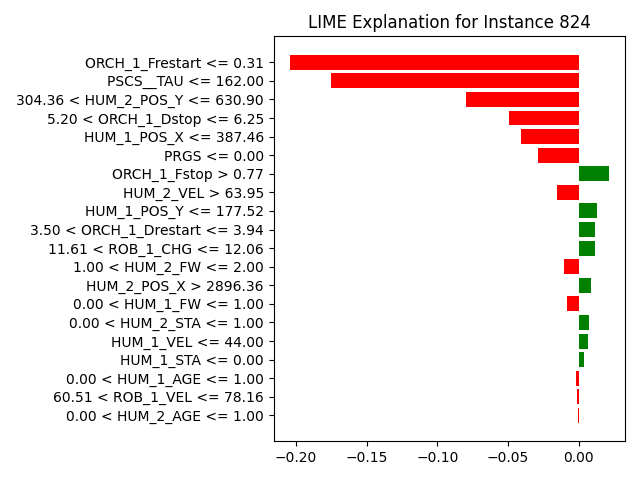 LIME Explanation for Instance 824
ORCH_1_Frestart <= 0.31
PSCS__TAU <= 162.00
304.36 < HUM_2_POS_Y <= 630.90
5.20 < ORCH_1_Dstop <= 6.25
HUM_1_POS_X <= 387.46
PRGS <= 0.00
ORCH_1_Fstop > 0.77
HUM_2_VEL > 63.95
HUM_1_POS_Y <= 177.52
3.50 < ORCH_1_Drestart <= 3.94
11.61 < ROB_1_CHG <= 12.06
1.00 < HUM_2_FW <= 2.00
HUM_2_POS_X > 2896.36
0.00 < HUM_1_FW <= 1.00
0.00 < HUM_2_STA <= 1.00
HUM_1_VEL <= 44.00
HUM_1_STA <= 0.00
0.00 < HUM_1_AGE <= 1.00
60.51 < ROB_1_VEL <= 78.16
0.00 < HUM_2_AGE <= 1.00
−0.20 −0.15 −0.10 −0.05 0.00